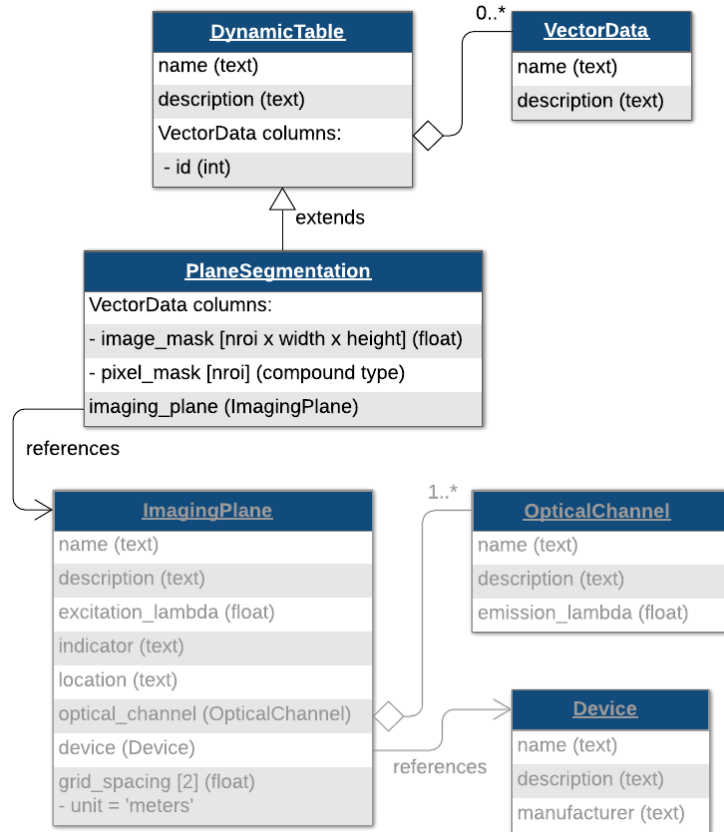 DynamicTable
name (text)
description (text)
VectorData columns:
- id (int)
0..*
VectorData
name (text)
description (text)
extends
PlaneSegmentation
VectorData columns:
- image_mask [nroi x width x height] (float)
- pixel_mask [nroi] (compound type)
imaging_plane (ImagingPlane)
references
ImagingPlane
name (text)
description (text)
excitation_lambda (float)
indicator (text)
location (text)
optical_channel (OpticalChannel)
device (Device)
grid_spacing [2] (float)
- unit = 'meters'
1..*
OpticalChannel
name (text)
description (text)
emission_lambda (float)
references
Device
name (text)
description (text)
manufacturer (text)